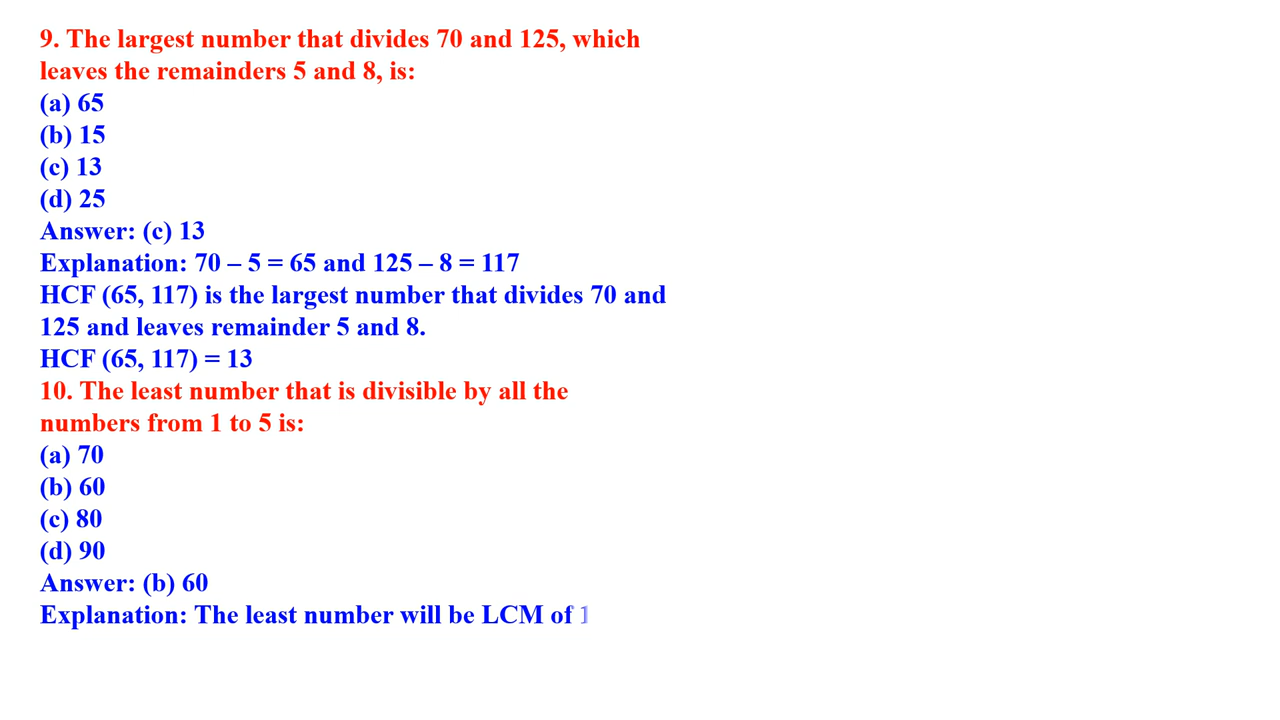 9. The largest number that divides 70 and 125, which
leaves the remainders 5 and 8, is:
(a) 65
(b) 15
(c) 13
(d) 25
Answer: (c) 13
Explanation: 70 – 5 = 65 and 125 – 8 = 117
HCF (65, 117) is the largest number that divides 70 and
125 and leaves remainder 5 and 8.
HCF (65, 117) = 13
10. The least number that is divisible by all the
numbers from 1 to 5 is:
(a) 70
(b) 60
(c) 80
(d) 90
Answer: (b) 60
Explanation: The least number will be LCM of 1